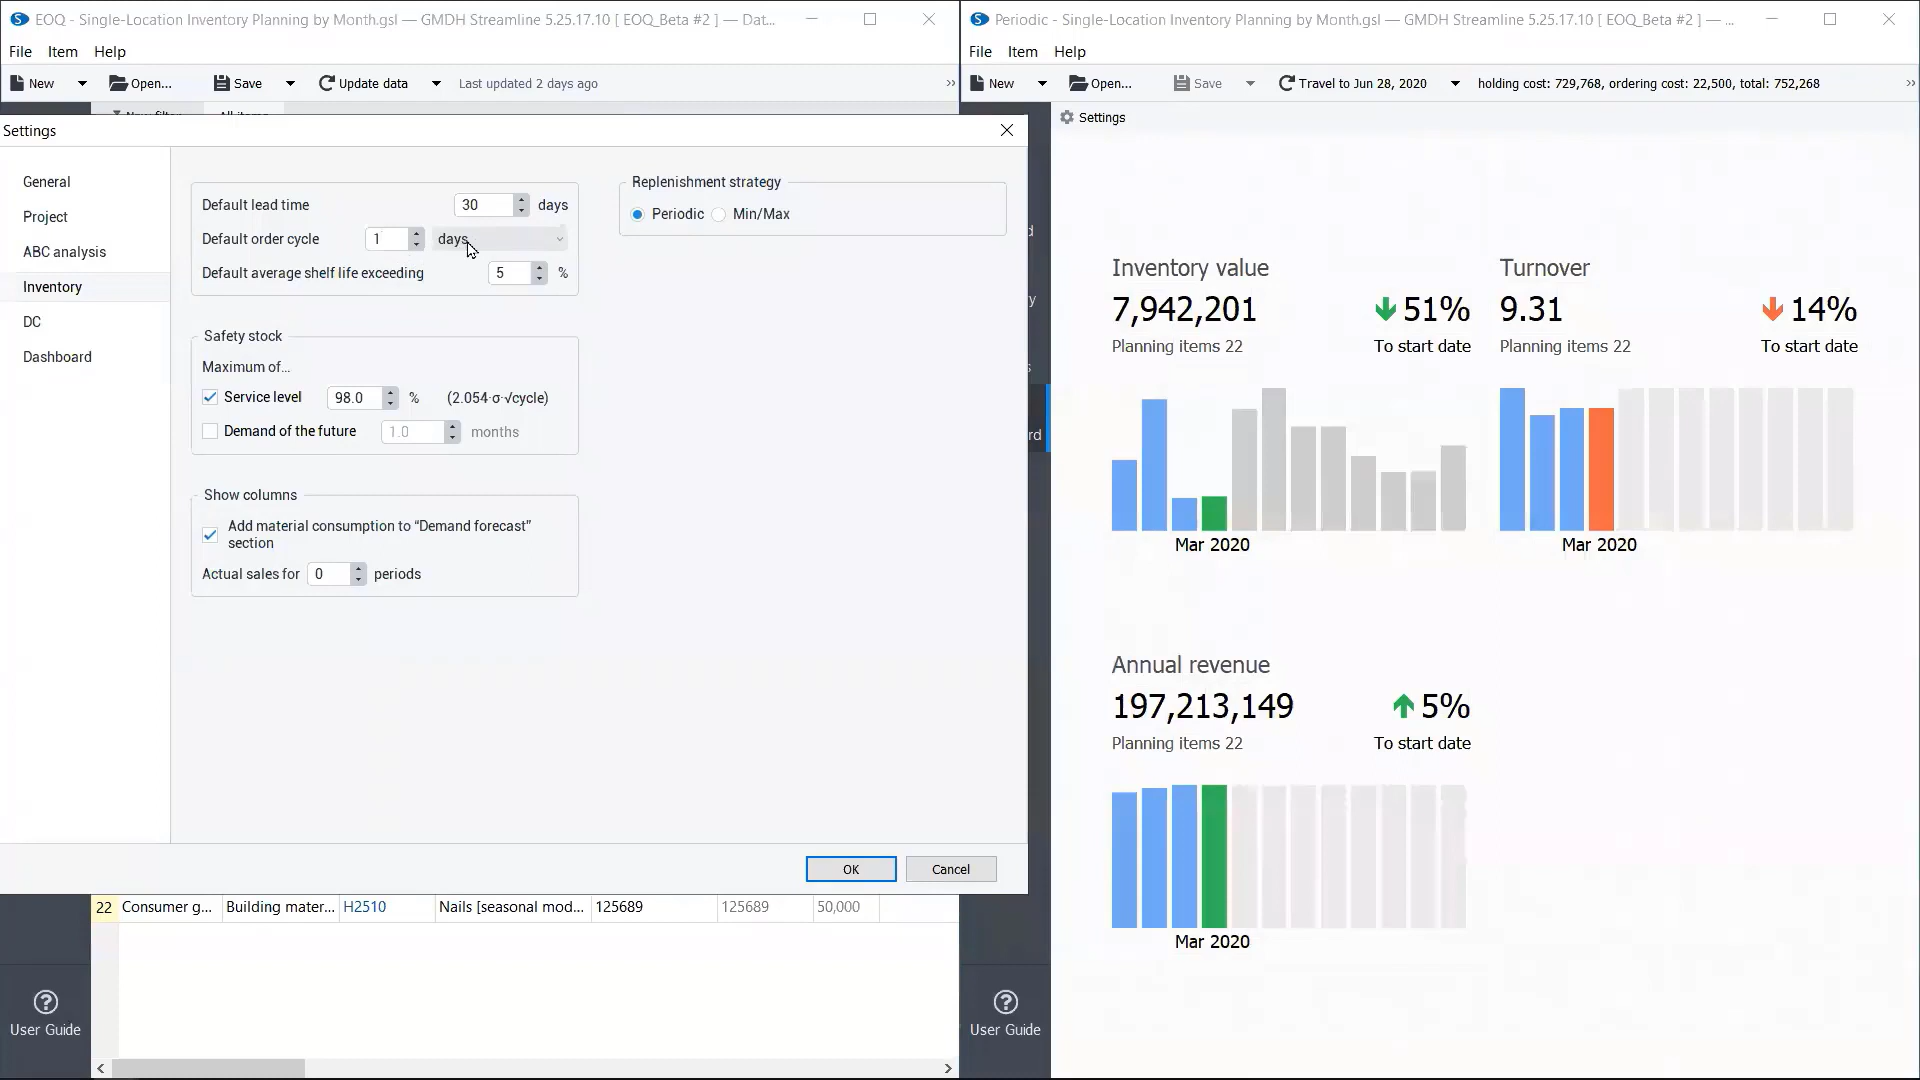 EOQ - Single-Location Inventory Planning by Month.gsl — GMDH Streamline 5.25.17.10 [ EOQ_Beta #2 ] — Dat...
File Item Help
New Open... Save Update data Last updated 2 days ago »
All items
Settings
General
Project
ABC analysis
Inventory
DC
Dashboard
Default lead time 30 days
Default order cycle 1 days
Default average shelf life exceeding 5 %
Safety stock
Maximum of...
Service level 98.0 % (2.054·σ·√cycle)
Demand of the future 1.0 months
Show columns
Add material consumption to “Demand forecast”
section
Actual sales for 0 periods
Replenishment strategy
Periodic Min/Max
OK Cancel
22 Consumer g... Building mater... H2510 Nails [seasonal mod... 125689 125689 50,000
User Guide
Periodic - Single-Location Inventory Planning by Month.gsl — GMDH Streamline 5.25.17.10 [ EOQ_Beta #2 ] — ...
File Item Help
New Open... Save Travel to Jun 28, 2020 holding cost: 729,768, ordering cost: 22,500, total: 752,268 »
Settings
Inventory value
7,942,201 51%
Planning items 22 To start date
Mar 2020
Turnover
9.31 14%
Planning items 22 To start date
Mar 2020
Annual revenue
197,213,149 5%
Planning items 22 To start date
Mar 2020
User Guide